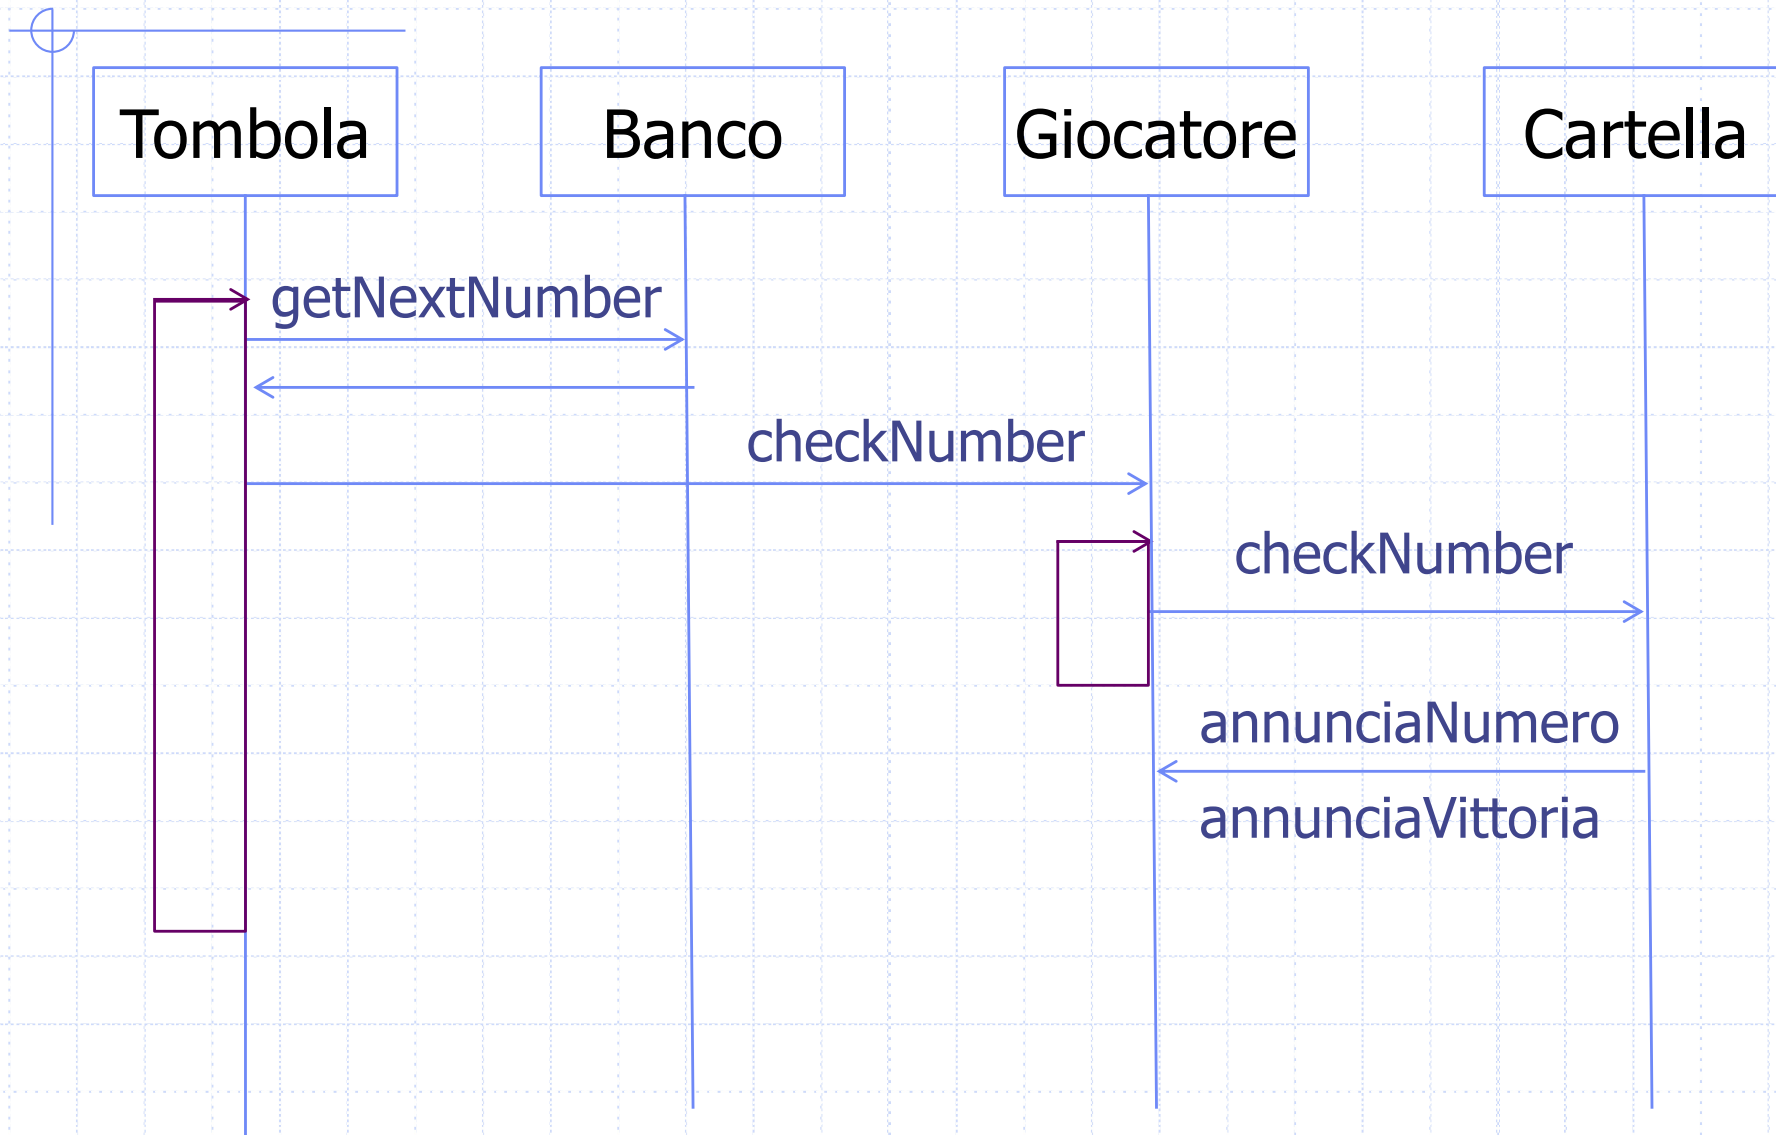 Tombola
Banco
Giocatore
Cartella
getNextNumber
checkNumber
checkNumber
annunciaNumero
annunciaVittoria